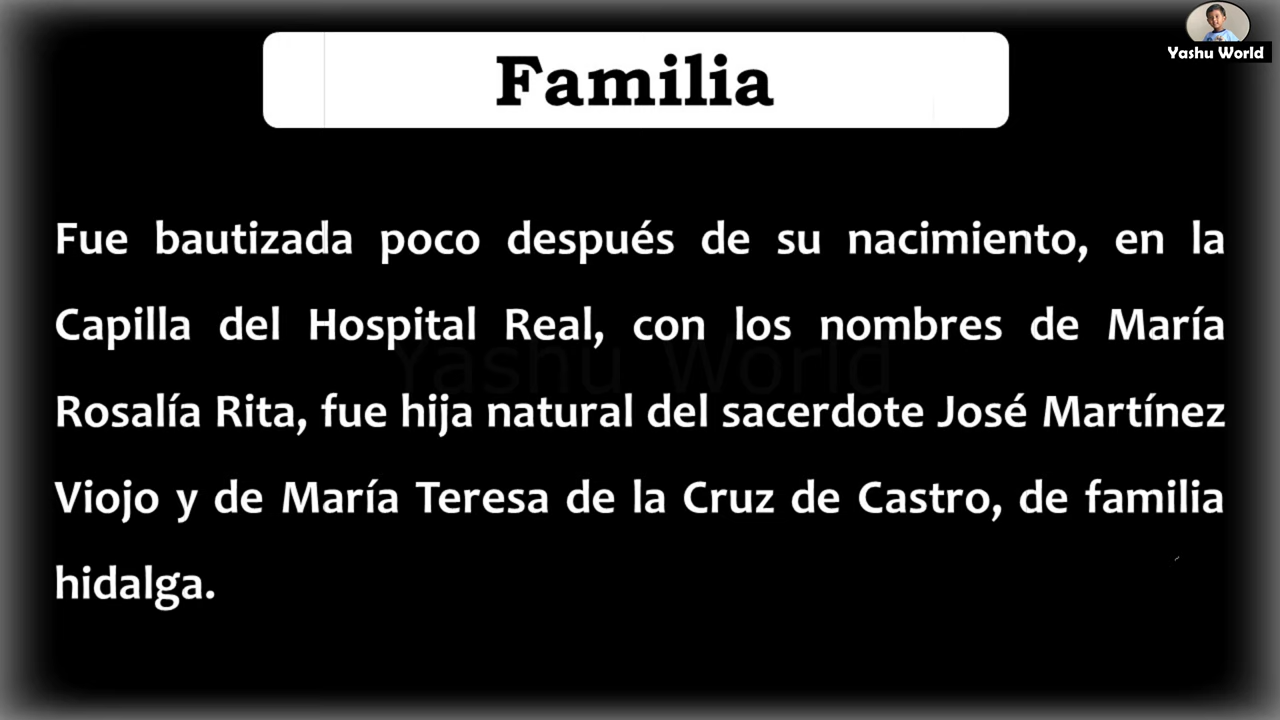 Yashu World
Familia
Fue bautizada poco después de su nacimiento, en la
Capilla del Hospital Real, con los nombres de María
Rosalía Rita, fue hija natural del sacerdote José Martínez
Viojo y de María Teresa de la Cruz de Castro, de familia
hidalga.
Yashu World